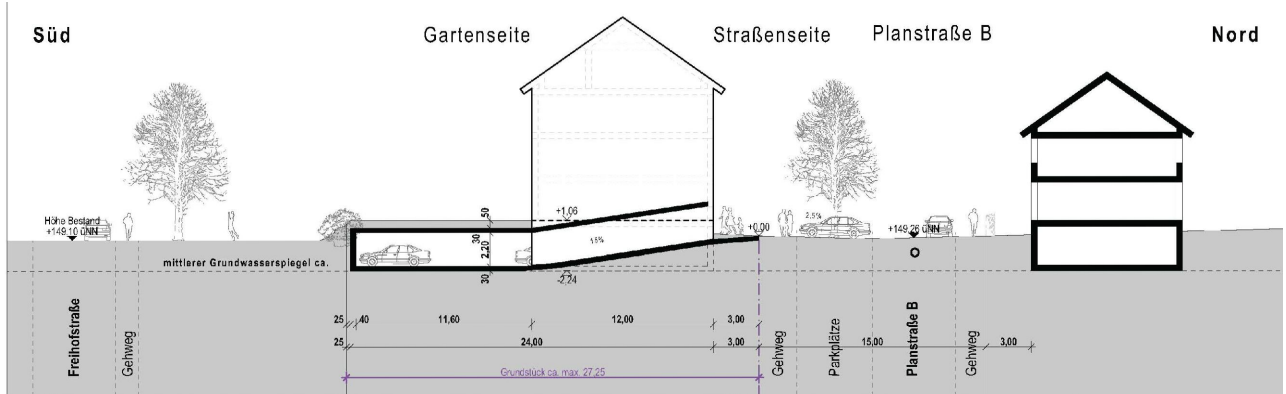 Süd
Gartenseite
Straßenseite
Planstraße B
Nord
Höhe Bestand
+149.10 üNN
50
+1,06
30
2,20
30
15%
-2,24
+0,00
2,5%
+149.26 üNN
mittlerer Grundwasserspiegel ca.
25
40
11,60
12,00
3,00
25
24,00
3,00
15,00
3,00
Grundstück ca. max. 27,25
Freihofstraße
Gehweg
Gehweg
Parkplätze
Planstraße B
Gehweg